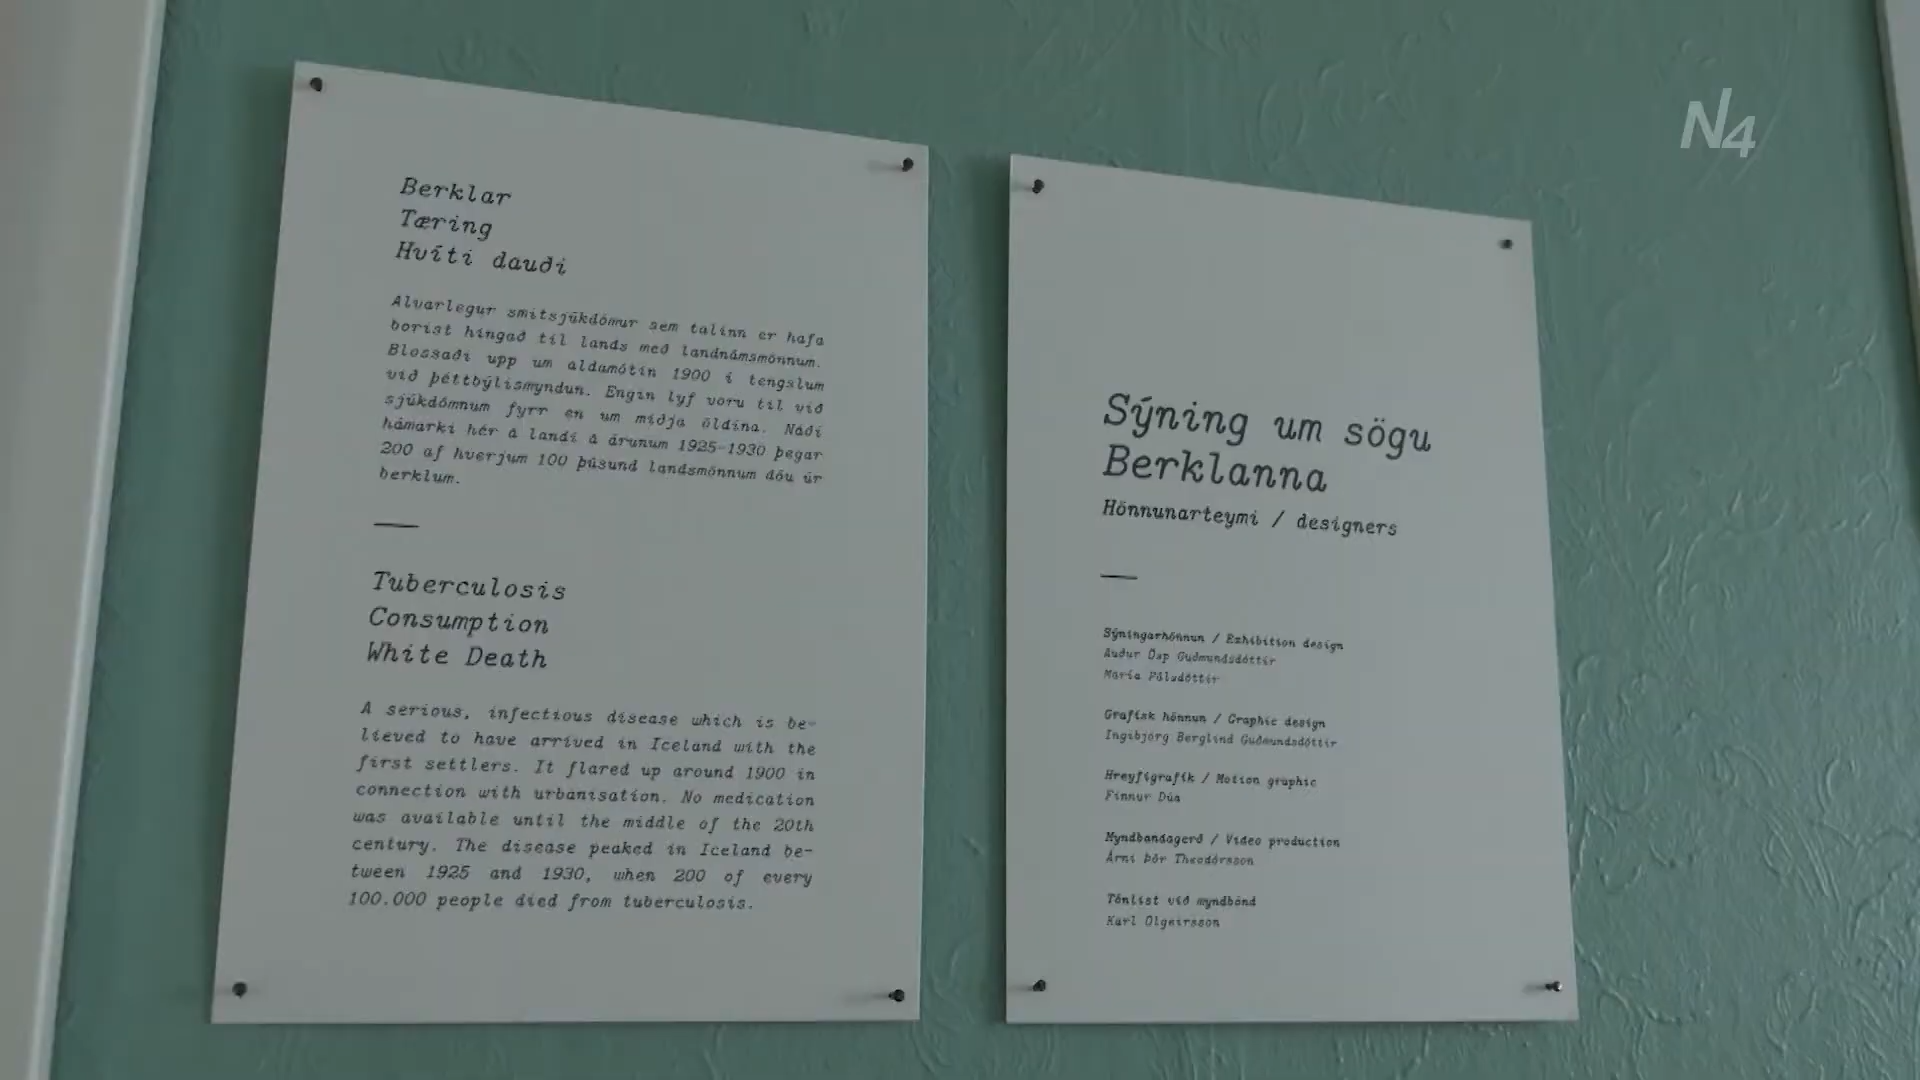 Berklar
Tæring
Hvíti dauði
Alvarlegur smitsjúkdómur sem talinn er hafa
borist hingað til lands með landnámsmönnum.
Blossaði upp um aldamótin 1900 í tengslum
við þéttbýlismyndun. Engin lyf voru til við
sjúkdómnum fyrr en um miðja öldina. Náði
hámarki hér á landi á árunum 1925-1930 þegar
200 af hverjum 100 þúsund landsmönnum dóu úr
berklum.
Tuberculosis
Consumption
White Death
A serious, infectious disease which is be-
lieved to have arrived in Iceland with the
first settlers. It flared up around 1900 in
connection with urbanisation. No medication
was available until the middle of the 20th
century. The disease peaked in Iceland be-
tween 1925 and 1930, when 200 of every
100.000 people died from tuberculosis.
Sýning um sögu
Berklanna
Hönnunarteymi / designers
Sýningarhönnun / Exhibition design
Auður Ösp Guðmundsdóttir
María Pálsdóttir
Grafísk hönnun / Graphic design
Ingibjörg Berglind Guðmundsdóttir
Hreyfigrafík / Motion graphic
Finnur Dúa
Myndbandagerð / Video production
Árni Þór Theodórsson
Tónlist við myndbönd
Karl Olgeirsson
N4